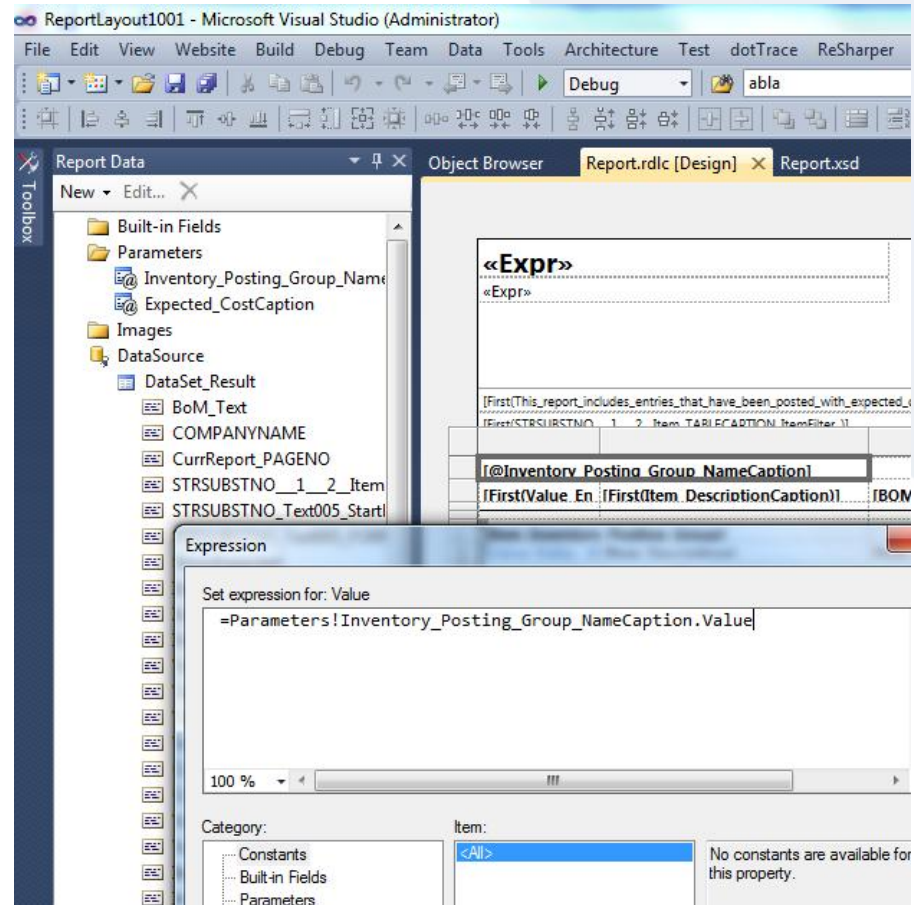 ReportLayout1001 - Microsoft Visual Studio (Administrator)
File Edit View Website Build Debug Team Data Tools Architecture Test dotTrace ReSharper
Debug abla
Toolbox
Report Data
New Edit...
Built-in Fields
Parameters
Inventory_Posting_Group_Name
Expected_CostCaption
Images
DataSource
DataSet_Result
BoM_Text
COMPANYNAME
CurrReport_PAGENO
STRSUBSTNO__1__2__Item
STRSUBSTNO_Text005_Start
Object Browser Report.rdlc [Design] Report.xsd
«Expr»
«Expr»
[First(This_report_includes_entries_that_have_been_posted_with_expected_
[First(STRSUBSTNO__1__2_Item_TABLECAPTION_ItemFilter_)]
[@Inventory_Posting_Group_NameCaption]
[First(Value_En [First(Item_DescriptionCaption)] [BOM
Expression
Set expression for: Value
=Parameters!Inventory_Posting_Group_NameCaption.Value
100 %
Category:
Constants
Built-in Fields
Parameters
Item:
<All>
No constants are available for
this property.